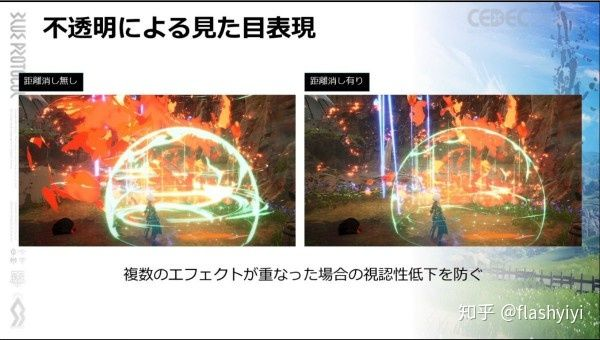 不透明による見た目表現
CEDEC
BLUE PROTOCOL
距離消し無し
距離消し有り
複数のエフェクトが重なった場合の視認性低下を防ぐ
知乎 @flashyiyi